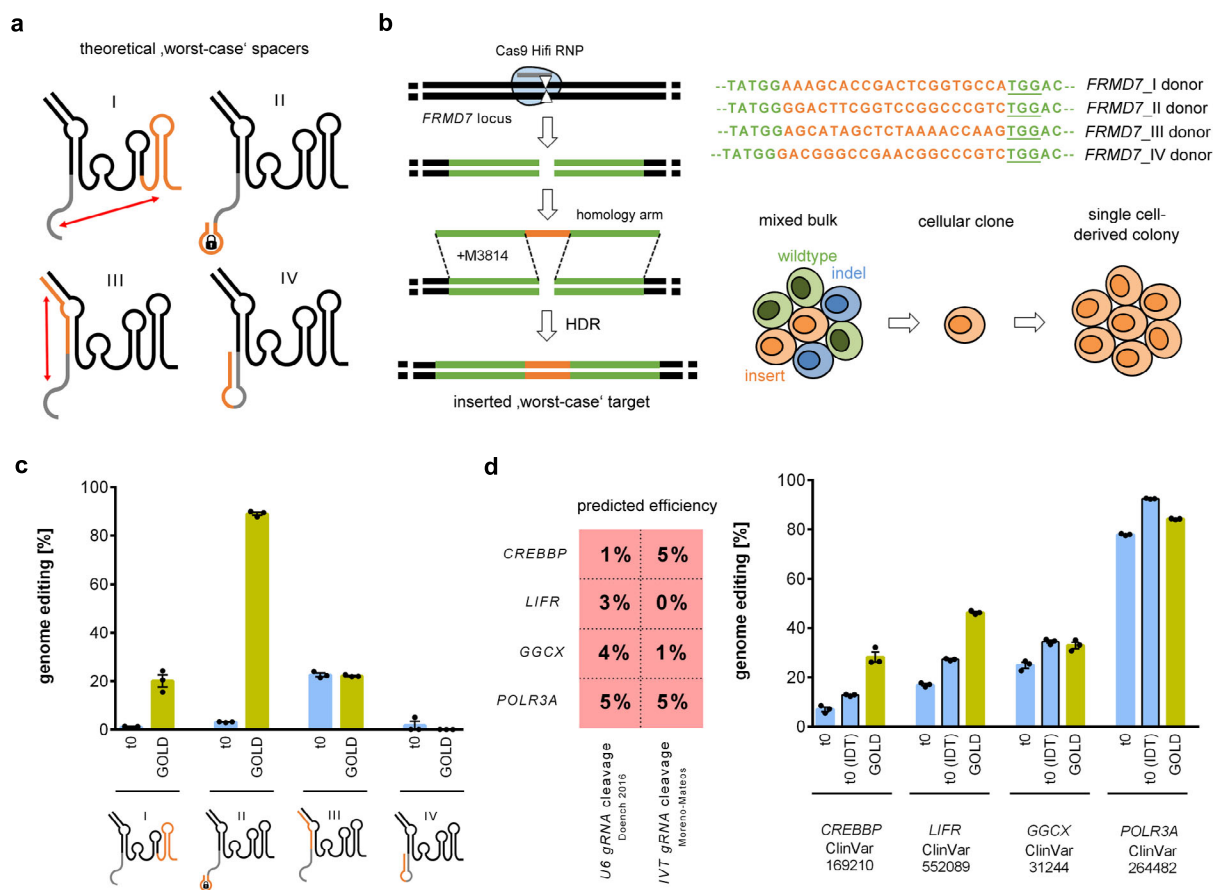 a
theoretical ‚worst-case‘ spacers
I
II
III
IV
b
Cas9 Hifi RNP
FRMD7 locus
homology arm
+M3814
HDR
inserted ‚worst-case‘ target
--TATGGAAAGCACCGACTCGGTGCCATGGAC-- FRMD7_I donor
--TATGGGGACTTCGGTCCGGCCCGTCTGGAC-- FRMD7_II donor
--TATGGAGCATAGCTCTAAAACCAAGTGGAC-- FRMD7_III donor
--TATGGGACGGGCCGAACGGCCCGTCTGGAC-- FRMD7_IV donor
mixed bulk
cellular clone
single cell-
derived colony
wildtype
indel
insert
c
genome editing [%]
100
80
60
40
20
0
t0
GOLD
t0
GOLD
t0
GOLD
t0
GOLD
I
II
III
IV
d
predicted efficiency
CREBBP 1% 5%
LIFR 3% 0%
GGCX 4% 1%
POLR3A 5% 5%
U6 gRNA cleavage
Doench 2016
IVT gRNA cleavage
Moreno-Mateos
genome editing [%]
100
80
60
40
20
0
t0
t0 (IDT)
GOLD
t0
t0 (IDT)
GOLD
t0
t0 (IDT)
GOLD
t0
t0 (IDT)
GOLD
CREBBP
ClinVar
169210
LIFR
ClinVar
552089
GGCX
ClinVar
31244
POLR3A
ClinVar
264482